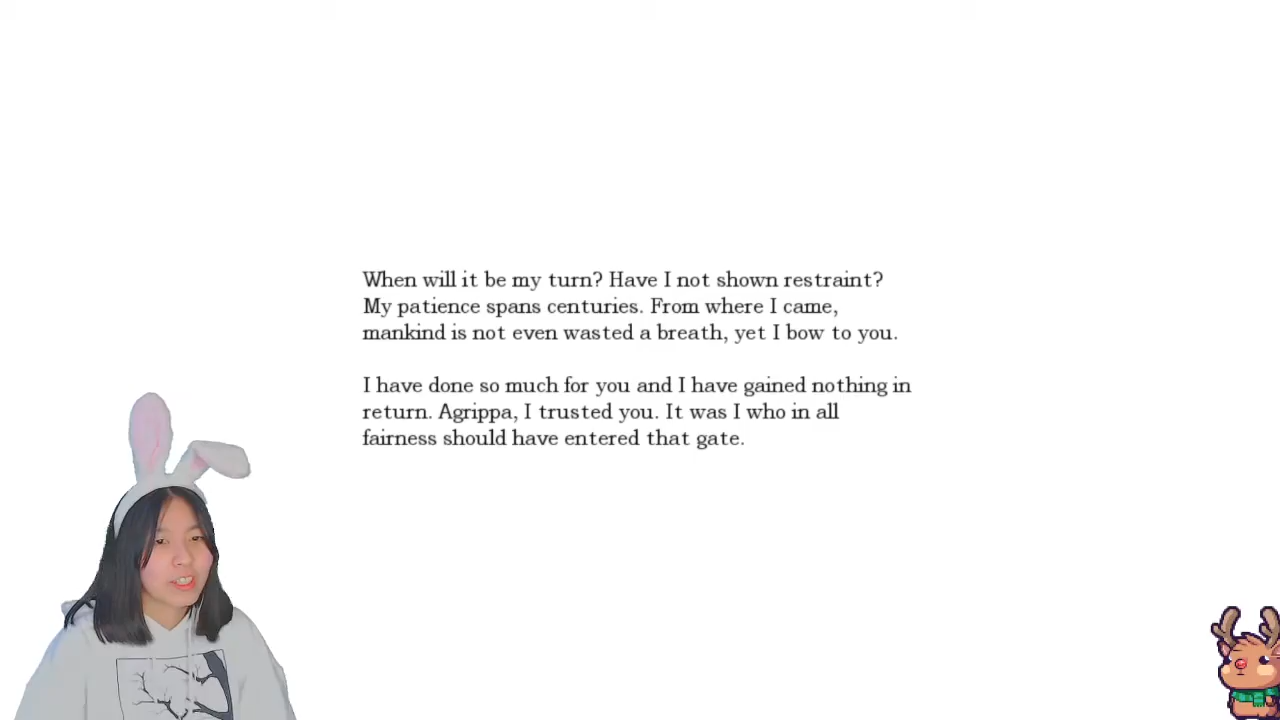 When will it be my turn? Have I not shown restraint?
My patience spans centuries. From where I came,
mankind is not even wasted a breath, yet I bow to you.
I have done so much for you and I have gained nothing in
return. Agrippa, I trusted you. It was I who in all
fairness should have entered that gate.